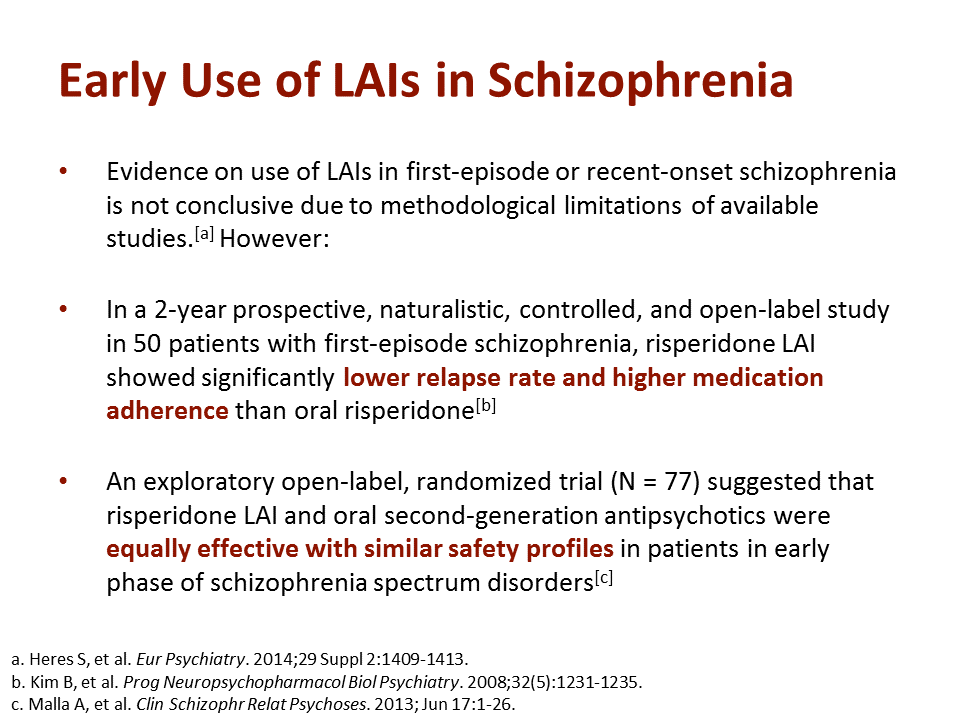 Early Use of LAIs in Schizophrenia
• Evidence on use of LAIs in first-episode or recent-onset schizophrenia
is not conclusive due to methodological limitations of available
studies.[a] However:
• In a 2-year prospective, naturalistic, controlled, and open-label study
in 50 patients with first-episode schizophrenia, risperidone LAI
showed significantly lower relapse rate and higher medication
adherence than oral risperidone[b]
• An exploratory open-label, randomized trial (N = 77) suggested that
risperidone LAI and oral second-generation antipsychotics were
equally effective with similar safety profiles in patients in early
phase of schizophrenia spectrum disorders[c]
a. Heres S, et al. Eur Psychiatry. 2014;29 Suppl 2:1409-1413.
b. Kim B, et al. Prog Neuropsychopharmacol Biol Psychiatry. 2008;32(5):1231-1235.
c. Malla A, et al. Clin Schizophr Relat Psychoses. 2013; Jun 17:1-26.